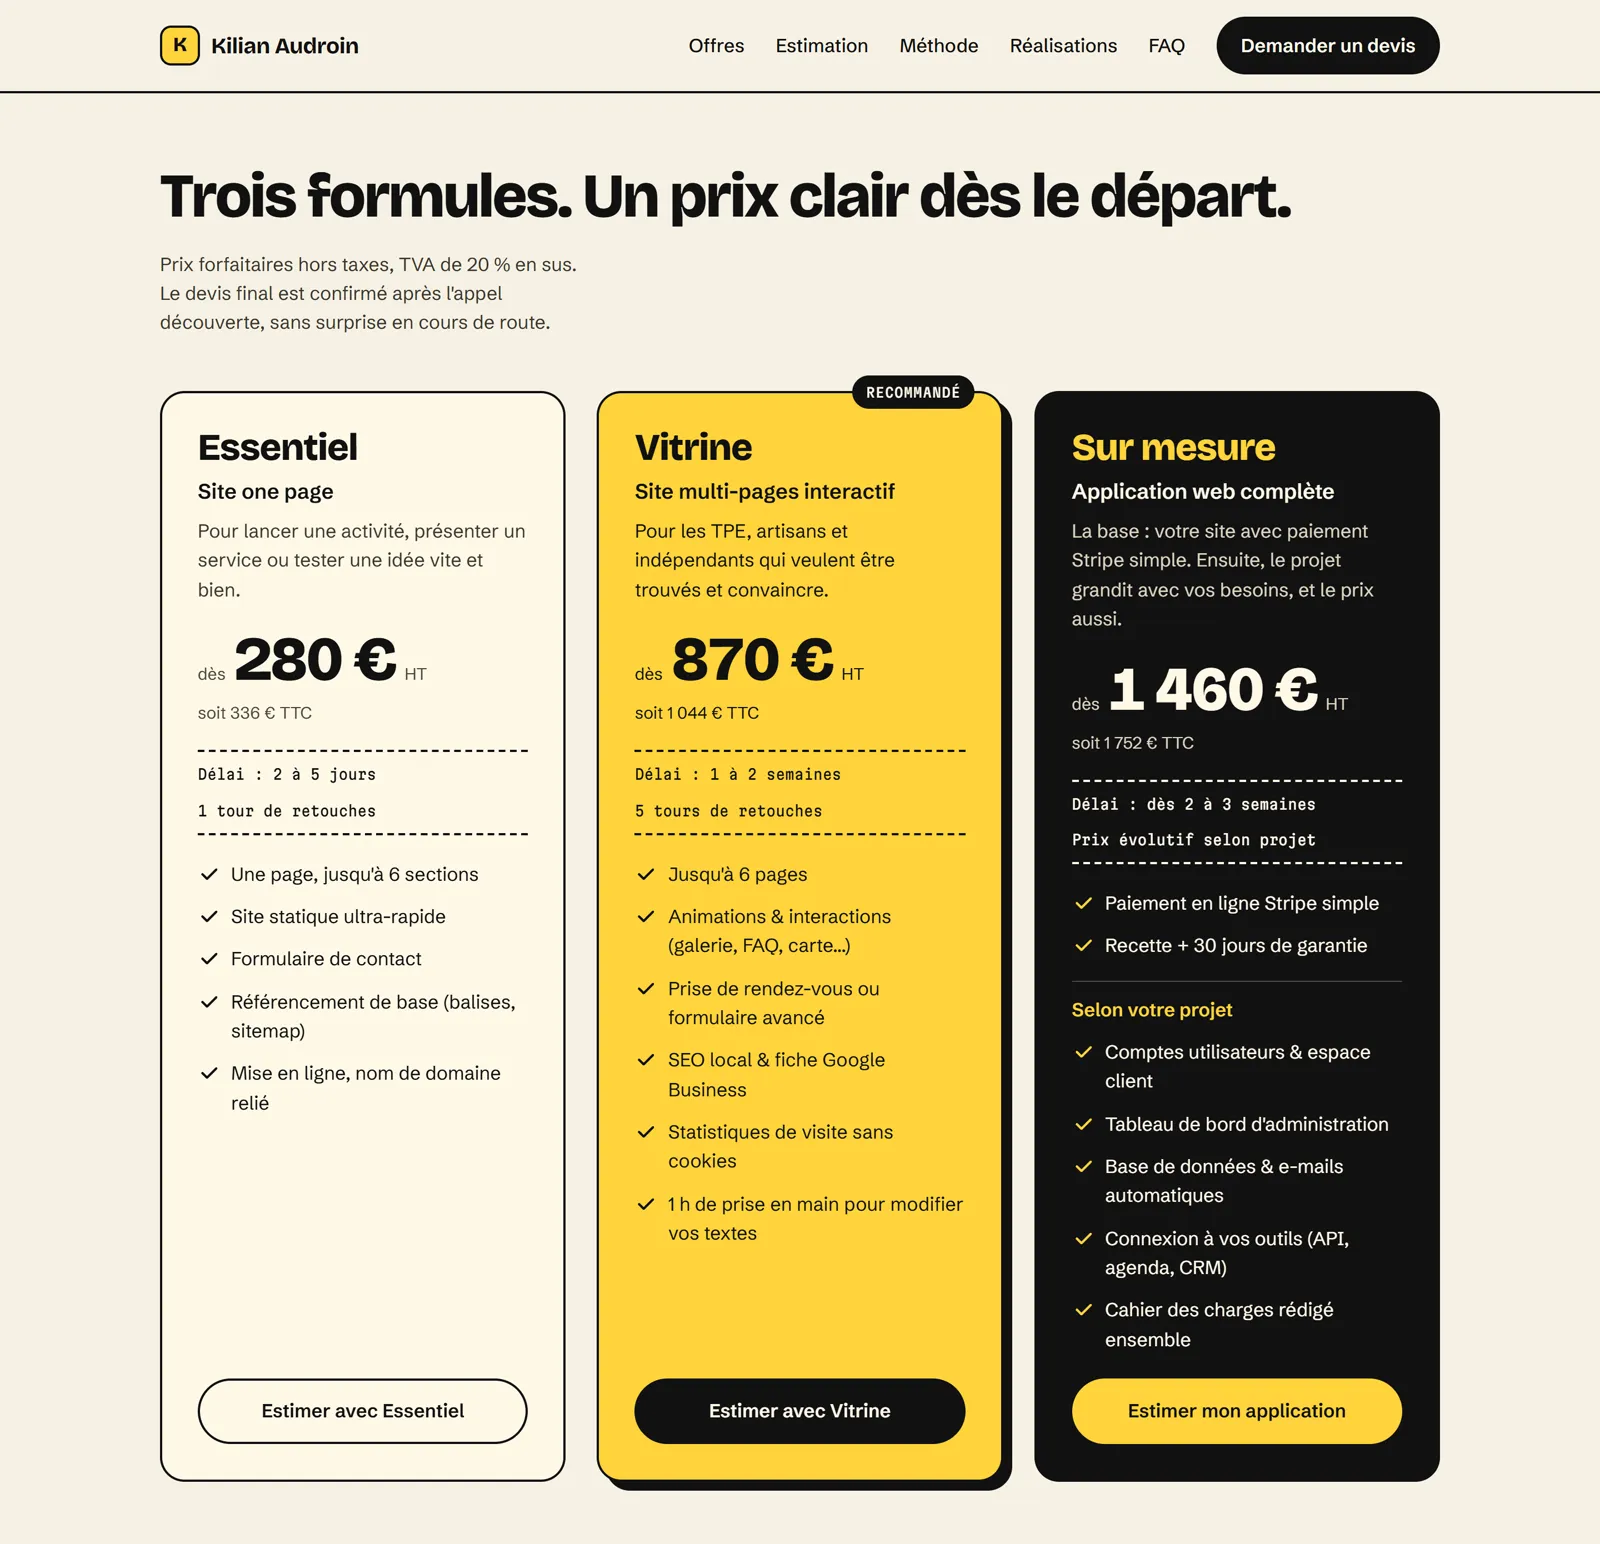 K
Kilian Audroin
Offres
Estimation
Méthode
Réalisations
FAQ
Demander un devis
Trois formules. Un prix clair dès le départ.
Prix forfaitaires hors taxes, TVA de 20 % en sus.
Le devis final est confirmé après l'appel
découverte, sans surprise en cours de route.
Essentiel
Site one page
Pour lancer une activité, présenter un
service ou tester une idée vite et
bien.
dès 280 € HT
soit 336 € TTC
Délai : 2 à 5 jours
1 tour de retouches
Une page, jusqu'à 6 sections
Site statique ultra-rapide
Formulaire de contact
Référencement de base (balises,
sitemap)
Mise en ligne, nom de domaine
relié
Estimer avec Essentiel
RECOMMANDÉ
Vitrine
Site multi-pages interactif
Pour les TPE, artisans et
indépendants qui veulent être
trouvés et convaincre.
dès 870 € HT
soit 1 044 € TTC
Délai : 1 à 2 semaines
5 tours de retouches
Jusqu'à 6 pages
Animations & interactions
(galerie, FAQ, carte…)
Prise de rendez-vous ou
formulaire avancé
SEO local & fiche Google
Business
Statistiques de visite sans
cookies
1 h de prise en main pour modifier
vos textes
Estimer avec Vitrine
Sur mesure
Application web complète
La base : votre site avec paiement
Stripe simple. Ensuite, le projet
grandit avec vos besoins, et le prix
aussi.
dès 1 460 € HT
soit 1 752 € TTC
Délai : dès 2 à 3 semaines
Prix évolutif selon projet
Paiement en ligne Stripe simple
Recette + 30 jours de garantie
Selon votre projet
Comptes utilisateurs & espace
client
Tableau de bord d'administration
Base de données & e-mails
automatiques
Connexion à vos outils (API,
agenda, CRM)
Cahier des charges rédigé
ensemble
Estimer mon application